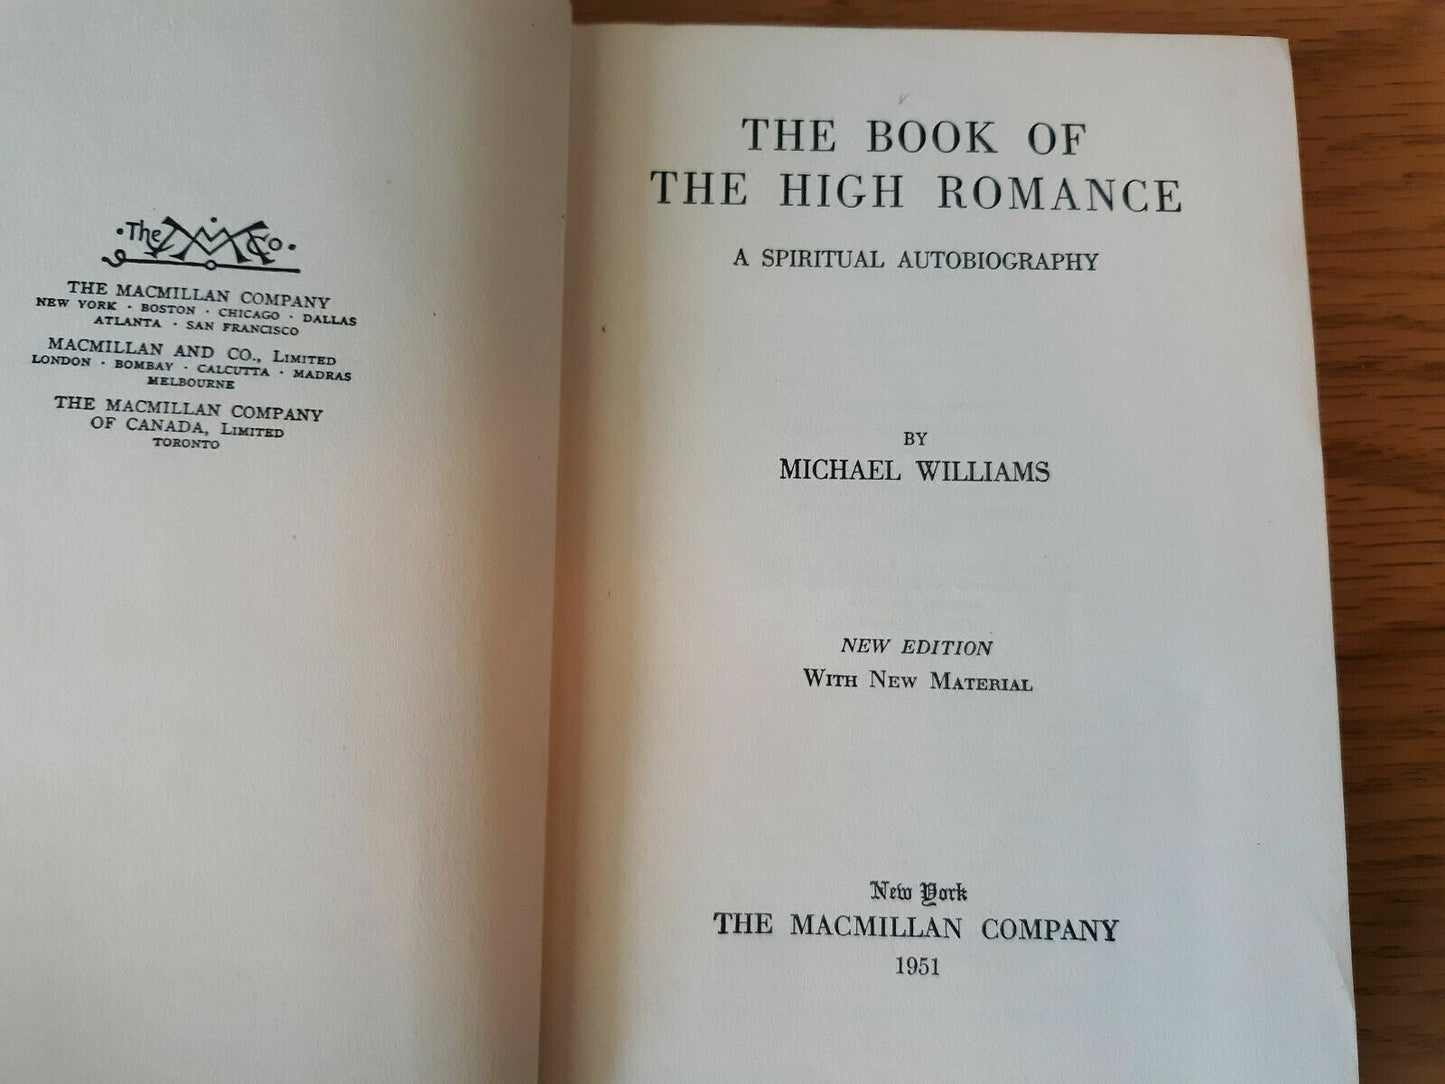 The MM Co
THE MACMILLAN COMPANY
NEW YORK · BOSTON · CHICAGO · DALLAS
ATLANTA · SAN FRANCISCO
MACMILLAN AND CO., LIMITED
LONDON · BOMBAY · CALCUTTA · MADRAS
MELBOURNE
THE MACMILLAN COMPANY
OF CANADA, LIMITED
TORONTO
THE BOOK OF
THE HIGH ROMANCE
A SPIRITUAL AUTOBIOGRAPHY
BY
MICHAEL WILLIAMS
NEW EDITION
WITH NEW MATERIAL
New York
THE MACMILLAN COMPANY
1951